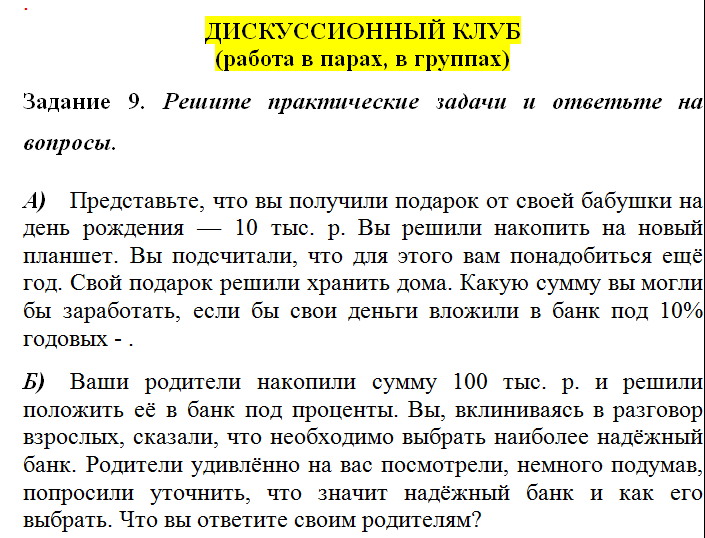 ДИСКУССИОННЫЙ КЛУБ
(работа в парах, в группах)
Задание 9. Решите практические задачи и ответьте на
вопросы.
А) Представьте, что вы получили подарок от своей бабушки на
день рождения — 10 тыс. р. Вы решили накопить на новый
планшет. Вы подсчитали, что для этого вам понадобиться ещё
год. Свой подарок решили хранить дома. Какую сумму вы могли
бы заработать, если бы свои деньги вложили в банк под 10%
годовых - .
Б) Ваши родители накопили сумму 100 тыс. р. и решили
положить её в банк под проценты. Вы, вклиниваясь в разговор
взрослых, сказали, что необходимо выбрать наиболее надёжный
банк. Родители удивлённо на вас посмотрели, немного подумав,
попросили уточнить, что значит надёжный банк и как его
выбрать. Что вы ответите своим родителям?